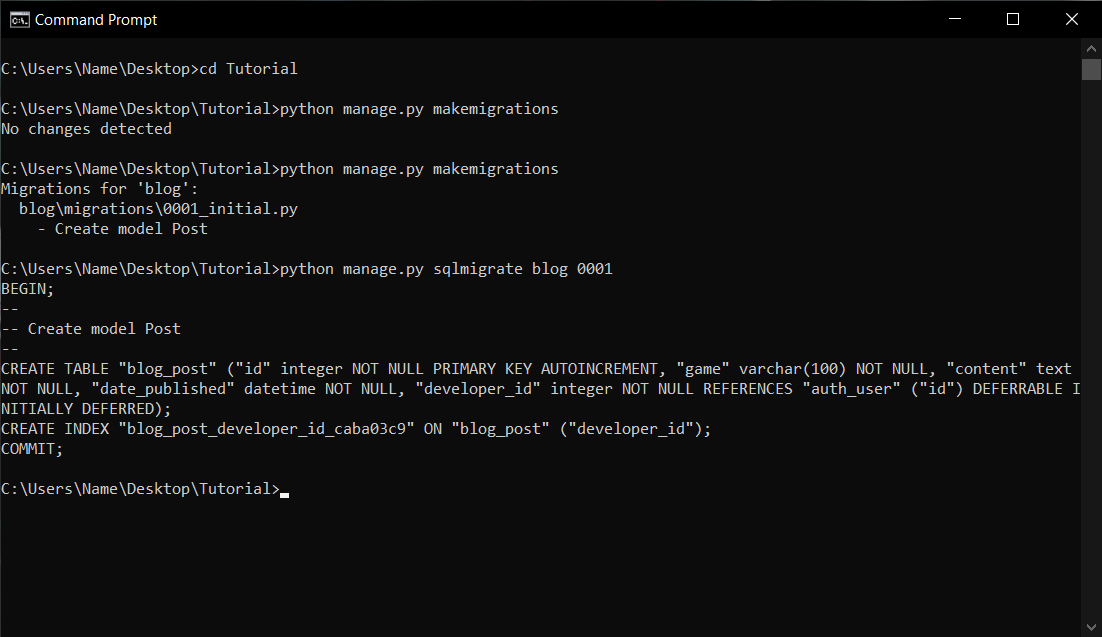 Command Prompt
C:\Users\Name\Desktop>cd Tutorial
C:\Users\Name\Desktop\Tutorial>python manage.py makemigrations
No changes detected
C:\Users\Name\Desktop\Tutorial>python manage.py makemigrations
Migrations for 'blog':
  blog\migrations\0001_initial.py
    - Create model Post
C:\Users\Name\Desktop\Tutorial>python manage.py sqlmigrate blog 0001
BEGIN;
--
-- Create model Post
--
CREATE TABLE "blog_post" ("id" integer NOT NULL PRIMARY KEY AUTOINCREMENT, "game" varchar(100) NOT NULL, "content" text
NOT NULL, "date_published" datetime NOT NULL, "developer_id" integer NOT NULL REFERENCES "auth_user" ("id") DEFERRABLE I
NITIALLY DEFERRED);
CREATE INDEX "blog_post_developer_id_caba03c9" ON "blog_post" ("developer_id");
COMMIT;
C:\Users\Name\Desktop\Tutorial>